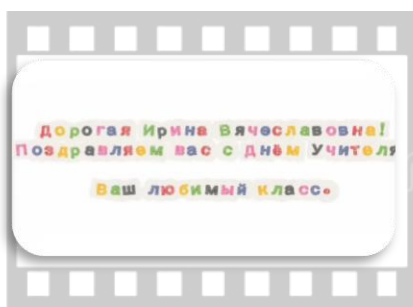 Дорогая Ирина Вячеславовна!
Поздравляем вас с Днём Учителя
Ваш любимый класс.